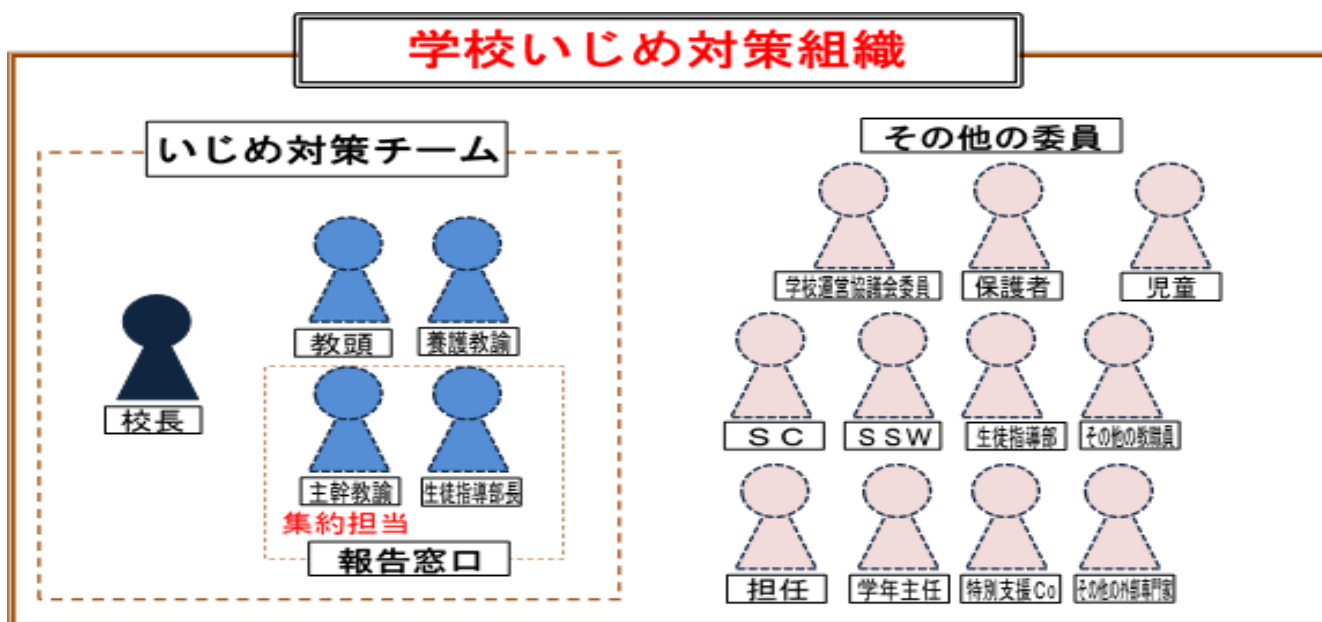 学校いじめ対策組織
いじめ対策チーム
その他の委員
教頭
養護教諭
校長
主幹教諭
生徒指導部長
集約担当
報告窓口
学校運営協議会委員
保護者
児童
ＳＣ
ＳＳＷ
生徒指導部
その他の教職員
担任
学年主任
特別支援Co
その他の外部専門家